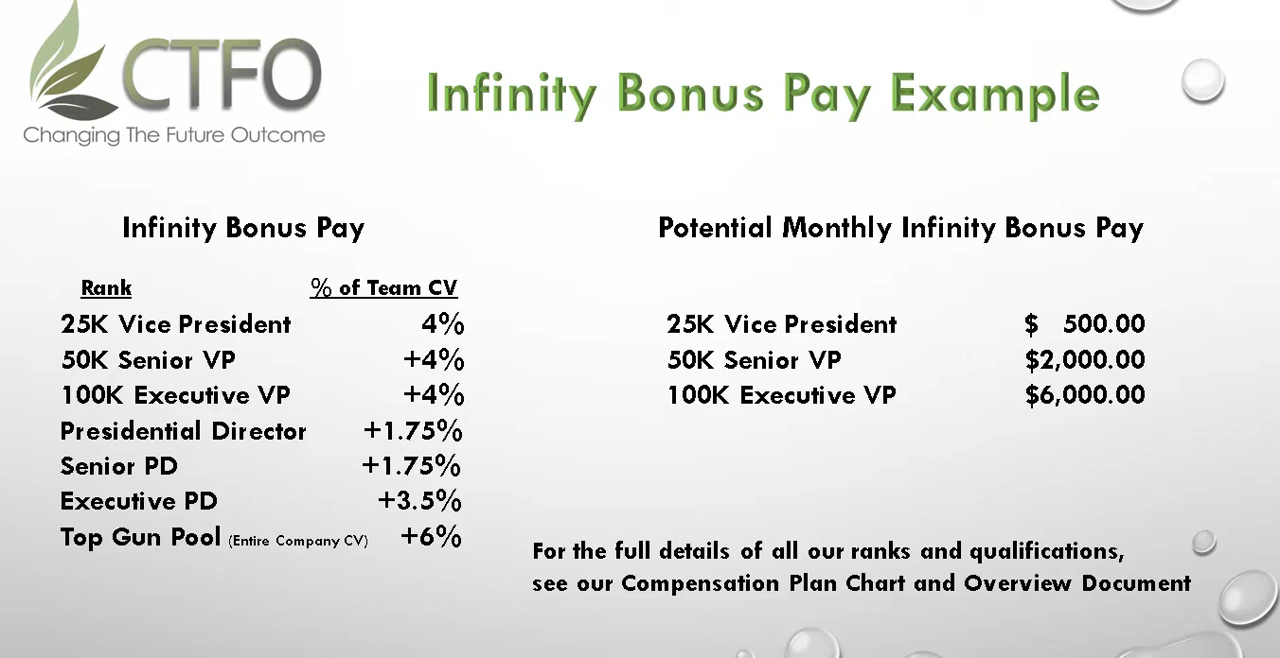 CTFO
Changing The Future Outcome
Infinity Bonus Pay Example
Infinity Bonus Pay
Rank % of Team CV
25K Vice President 4%
50K Senior VP +4%
100K Executive VP +4%
Presidential Director +1.75%
Senior PD +1.75%
Executive PD +3.5%
Top Gun Pool (Entire Company CV) +6%
Potential Monthly Infinity Bonus Pay
25K Vice President $ 500.00
50K Senior VP $2,000.00
100K Executive VP $6,000.00
For the full details of all our ranks and qualifications,
see our Compensation Plan Chart and Overview Document